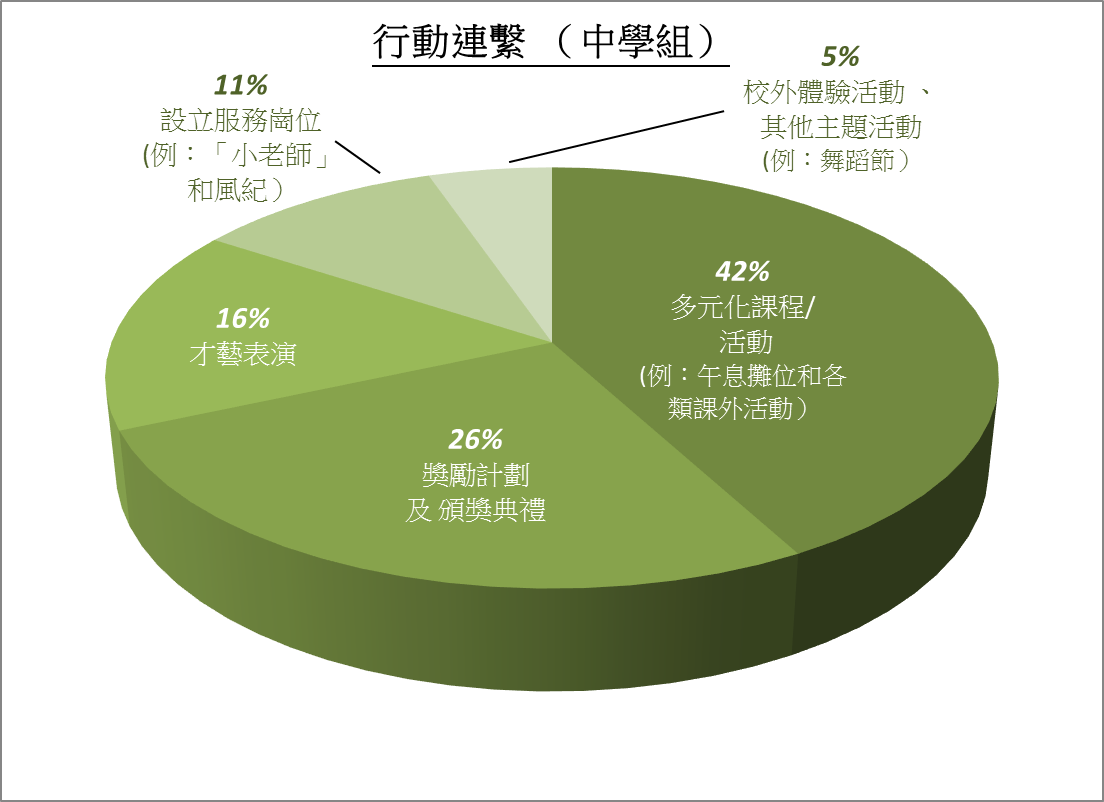 行動連繫 （中學組）
5%
校外體驗活動 、
其他主題活動
(例：舞蹈節）
11%
設立服務崗位
(例：「小老師」
和風紀）
42%
多元化課程/
活動
(例：午息攤位和各
類課外活動）
16%
才藝表演
26%
獎勵計劃
及 頒獎典禮